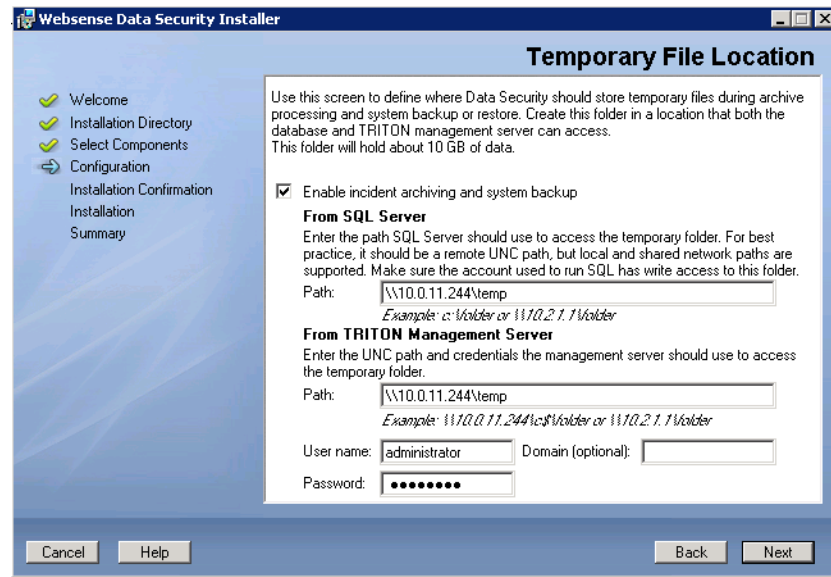 Websense Data Security Installer
Temporary File Location
Welcome
Installation Directory
Select Components
Configuration
Installation Confirmation
Installation
Summary
Use this screen to define where Data Security should store temporary files during archive
processing and system backup or restore. Create this folder in a location that both the
database and TRITON management server can access.
This folder will hold about 10 GB of data.
Enable incident archiving and system backup
From SQL Server
Enter the path SQL Server should use to access the temporary folder. For best
practice, it should be a remote UNC path, but local and shared network paths are
supported. Make sure the account used to run SQL has write access to this folder.
Path: \\10.0.11.244\temp
Example: c:\folder or \\10.2.1.1\folder
From TRITON Management Server
Enter the UNC path and credentials the management server should use to access
the temporary folder.
Path: \\10.0.11.244\temp
Example: \\10.0.11.244\c$\folder or \\10.2.1.1\folder
User name: administrator Domain (optional):
Password: ●●●●●●●●
Cancel Help Back Next